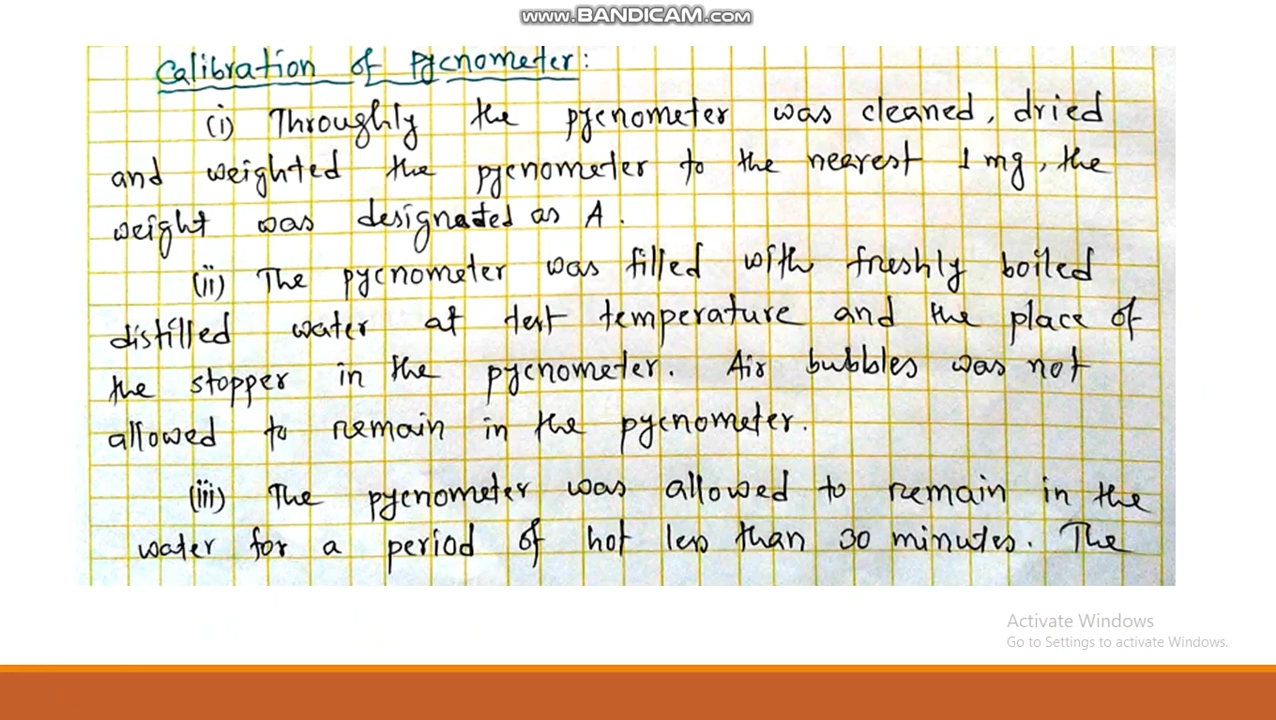 www.BANDICAM.com
Calibration of Pycnometer:
(i) Throughly the pycnometer was cleaned, dried
and weighted the pycnometer to the nearest 1 mg, the
weight was designated as A.
(ii) The pycnometer was filled with freshly boiled
distilled water at test temperature and the place of
the stopper in the pycnometer. Air bubbles was not
allowed to remain in the pycnometer.
(iii) The pycnometer was allowed to remain in the
water for a period of not less than 30 minutes. The
Activate Windows
Go to Settings to activate Windows.